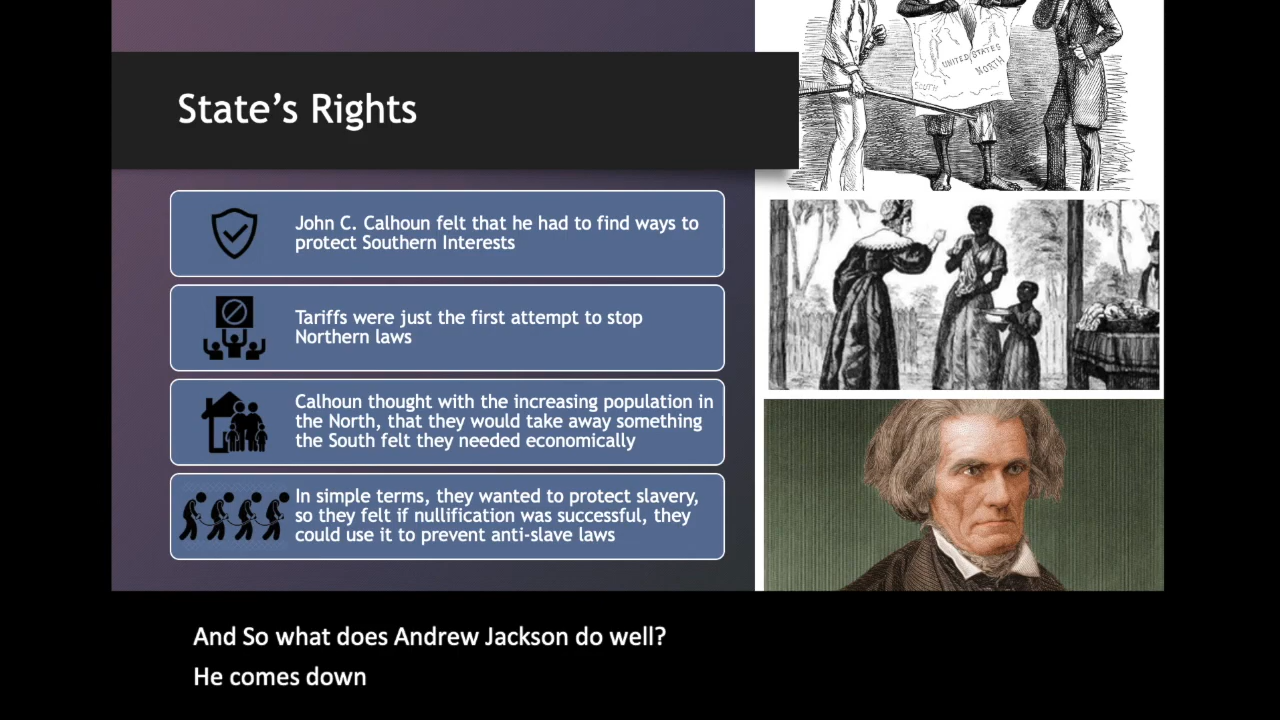 State's Rights
John C. Calhoun felt that he had to find ways to
protect Southern Interests
Tariffs were just the first attempt to stop
Northern laws
Calhoun thought with the increasing population in
the North, that they would take away something
the South felt they needed economically
In simple terms, they wanted to protect slavery,
so they felt if nullification was successful, they
could use it to prevent anti-slave laws
UNITED STATES
NORTH
SOUTH
And So what does Andrew Jackson do well?
He comes down